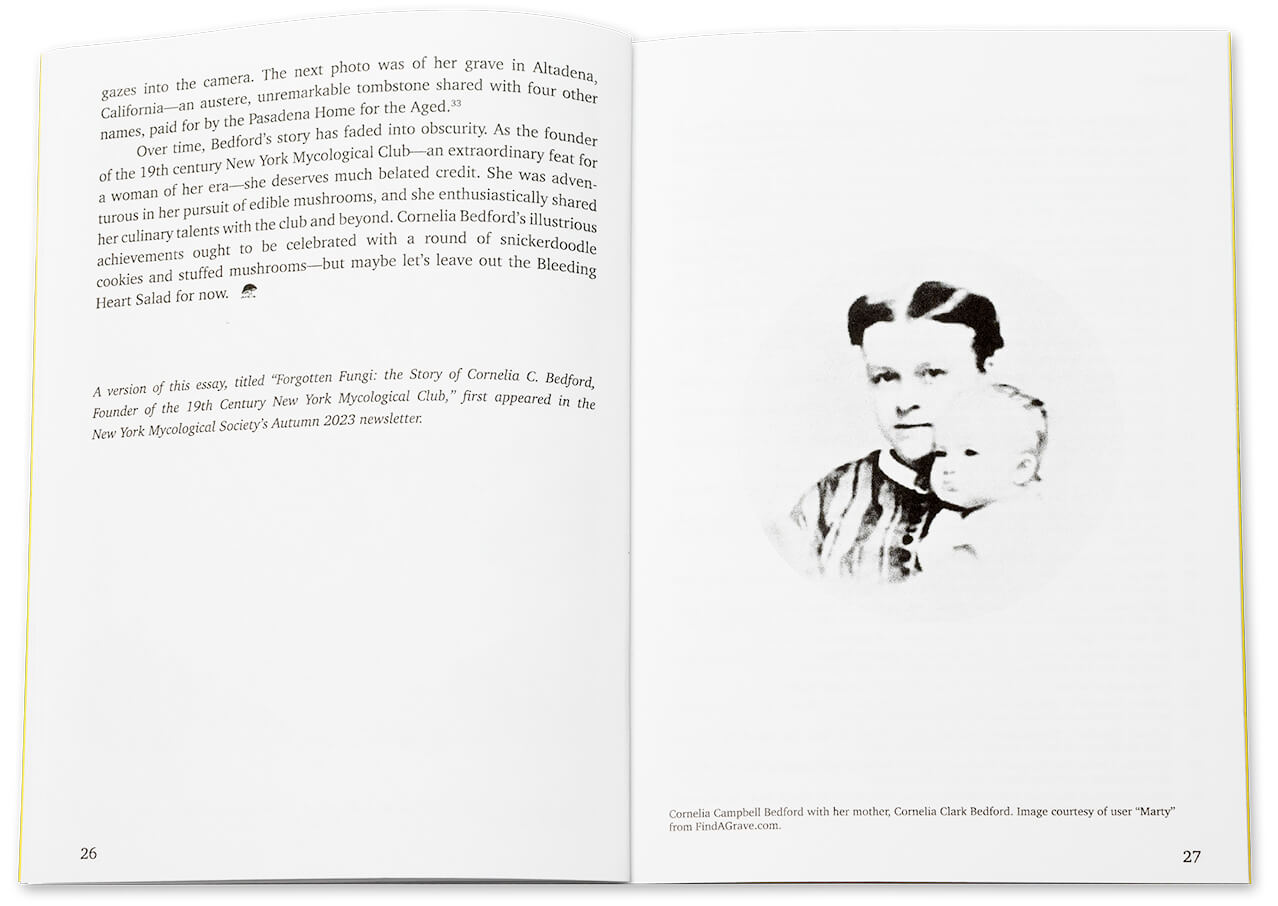 gazes into the camera. The next photo was of her grave in Altadena,
California—an austere, unremarkable tombstone shared with four other
names, paid for by the Pasadena Home for the Aged.³³
Over time, Bedford’s story has faded into obscurity. As the founder
of the 19th century New York Mycological Club—an extraordinary feat for
a woman of her era—she deserves much belated credit. She was adven-
turous in her pursuit of edible mushrooms, and she enthusiastically shared
her culinary talents with the club and beyond. Cornelia Bedford’s illustrious
achievements ought to be celebrated with a round of snickerdoodle
cookies and stuffed mushrooms—but maybe let’s leave out the Bleeding
Heart Salad for now.
A version of this essay, titled “Forgotten Fungi: the Story of Cornelia C. Bedford,
Founder of the 19th Century New York Mycological Club,” first appeared in the
New York Mycological Society’s Autumn 2023 newsletter.
26
Cornelia Campbell Bedford with her mother, Cornelia Clark Bedford. Image courtesy of user “Marty”
from FindAGrave.com.
27